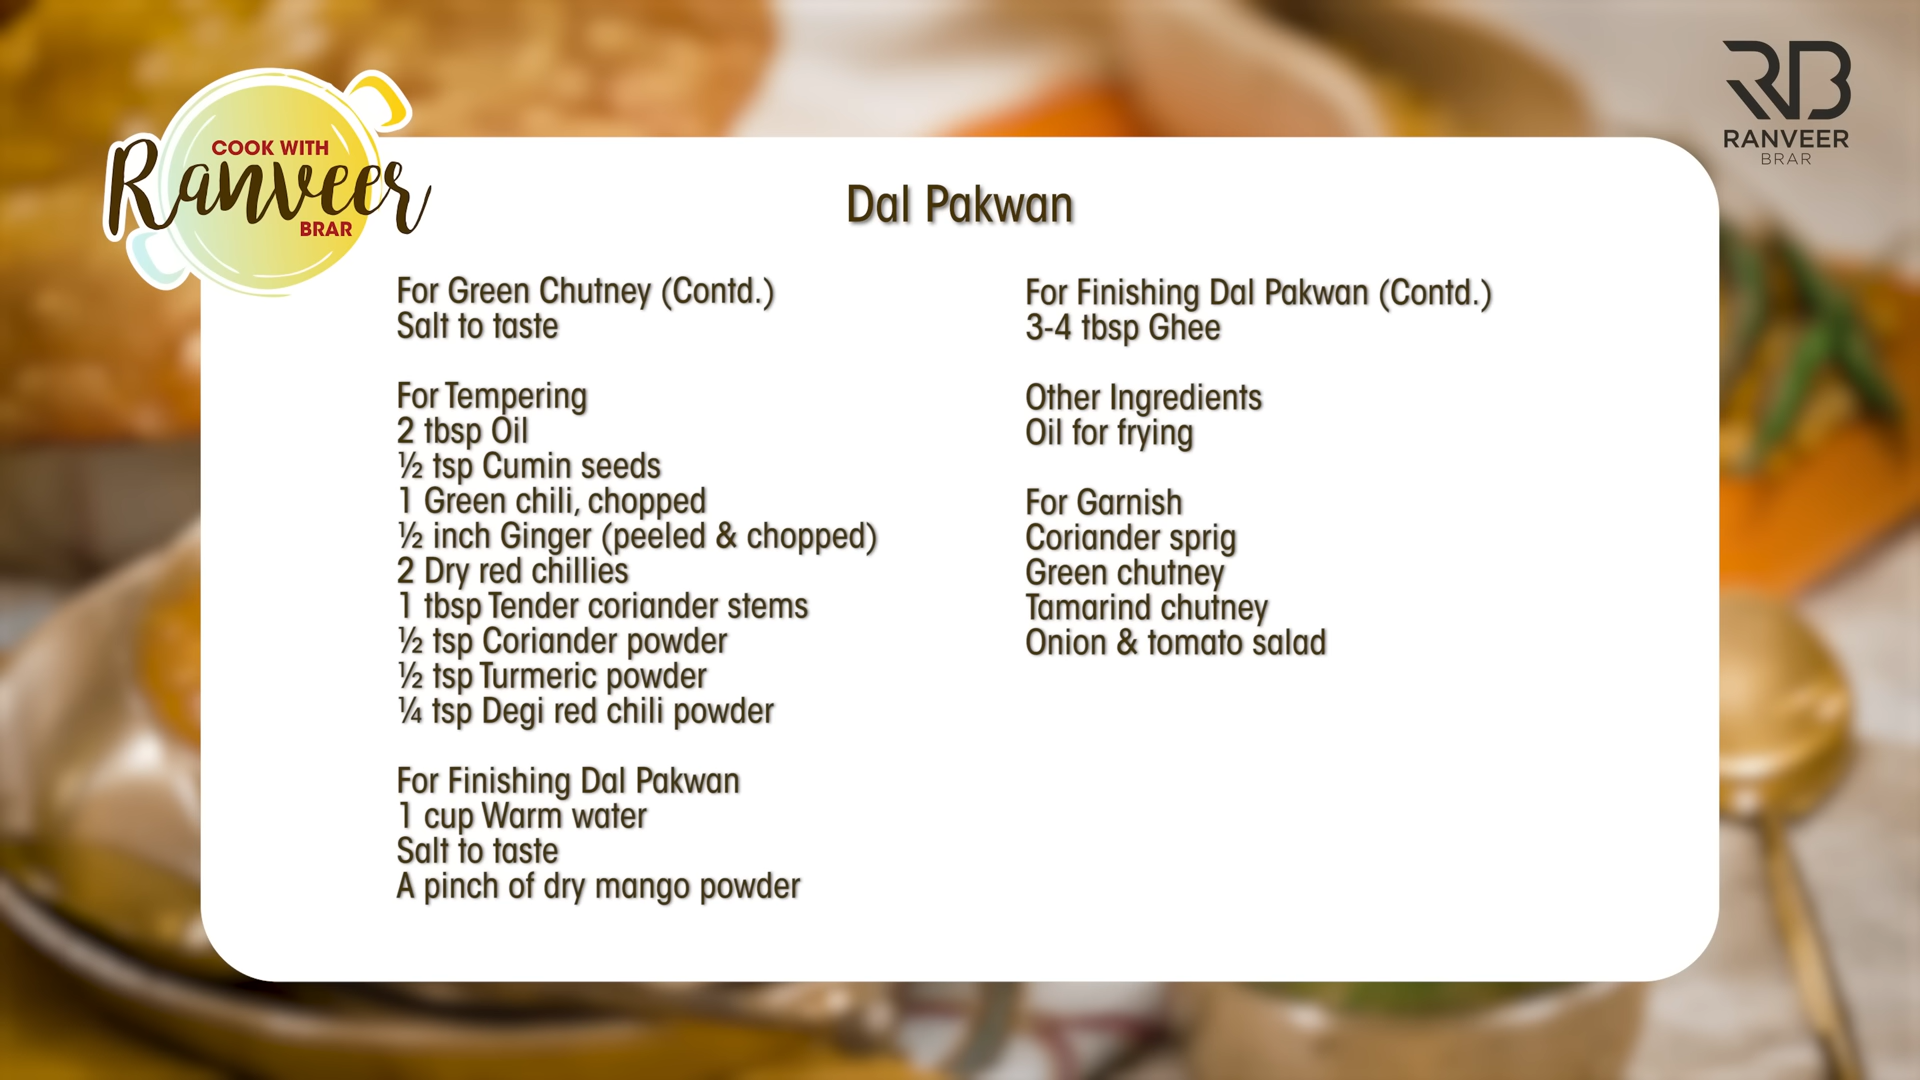 COOK WITH
Ranveer
BRAR
RB
RANVEER
BRAR
Dal Pakwan
For Green Chutney (Contd.)
Salt to taste
For Tempering
2 tbsp Oil
½ tsp Cumin seeds
1 Green chili, chopped
½ inch Ginger (peeled & chopped)
2 Dry red chillies
1 tbsp Tender coriander stems
½ tsp Coriander powder
½ tsp Turmeric powder
¼ tsp Degi red chili powder
For Finishing Dal Pakwan
1 cup Warm water
Salt to taste
A pinch of dry mango powder
For Finishing Dal Pakwan (Contd.)
3-4 tbsp Ghee
Other Ingredients
Oil for frying
For Garnish
Coriander sprig
Green chutney
Tamarind chutney
Onion & tomato salad